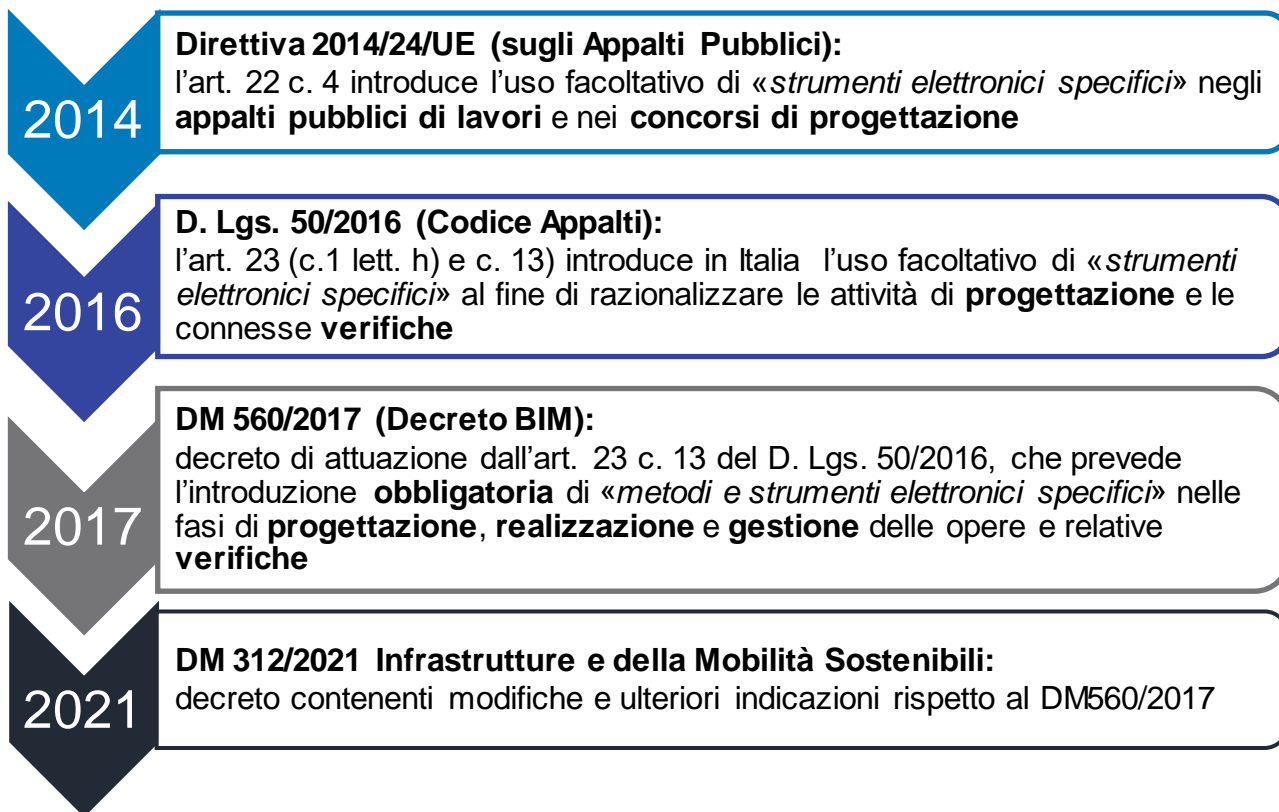 2014
Direttiva 2014/24/UE (sugli Appalti Pubblici):
l'art. 22 c. 4 introduce l'uso facoltativo di «strumenti elettronici specifici» negli
appalti pubblici di lavori e nei concorsi di progettazione
2016
D. Lgs. 50/2016 (Codice Appalti):
l'art. 23 (c.1 lett. h) e c. 13) introduce in Italia l'uso facoltativo di «strumenti
elettronici specifici» al fine di razionalizzare le attività di progettazione e le
connesse verifiche
2017
DM 560/2017 (Decreto BIM):
decreto di attuazione dall'art. 23 c. 13 del D. Lgs. 50/2016, che prevede
l'introduzione obbligatoria di «metodi e strumenti elettronici specifici» nelle
fasi di progettazione, realizzazione e gestione delle opere e relative
verifiche
2021
DM 312/2021 Infrastrutture e della Mobilità Sostenibili:
decreto contenenti modifiche e ulteriori indicazioni rispetto al DM560/2017